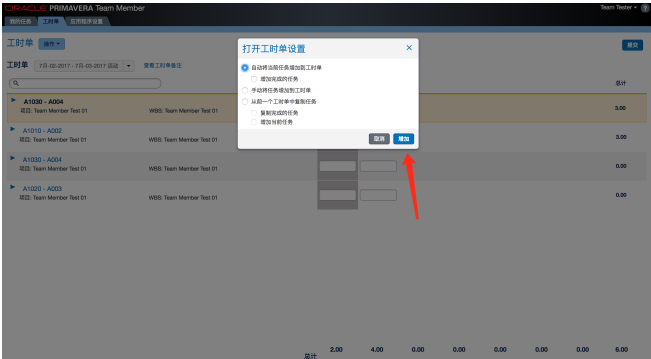 ORACLE PRIMAVERA Team Member
Team Tester
?
我的任务 工时单 应用程序设置
工时单 操作
提交
工时单 7月-02-2017 - 7月-03-2017 活动 查看工时单备注
总计
A1030 - A004
项目: Team Member Test 01 WBS: Team Member Test 01
3.00
A1010 - A002
项目: Team Member Test 01 WBS: Team Member Test 01
3.00
A1030 - A004
项目: Team Member Test 01 WBS: Team Member Test 01
0.00
A1020 - A003
项目: Team Member Test 01 WBS: Team Member Test 01
0.00
打开工时单设置 ×
自动将当前任务增加到工时单
增加完成的任务
手动将任务增加到工时单
从前一个工时单中复制任务
复制完成的任务
增加当前任务
取消 增加
总计 2.00 4.00 0.00 0.00 0.00 0.00 0.00 6.00